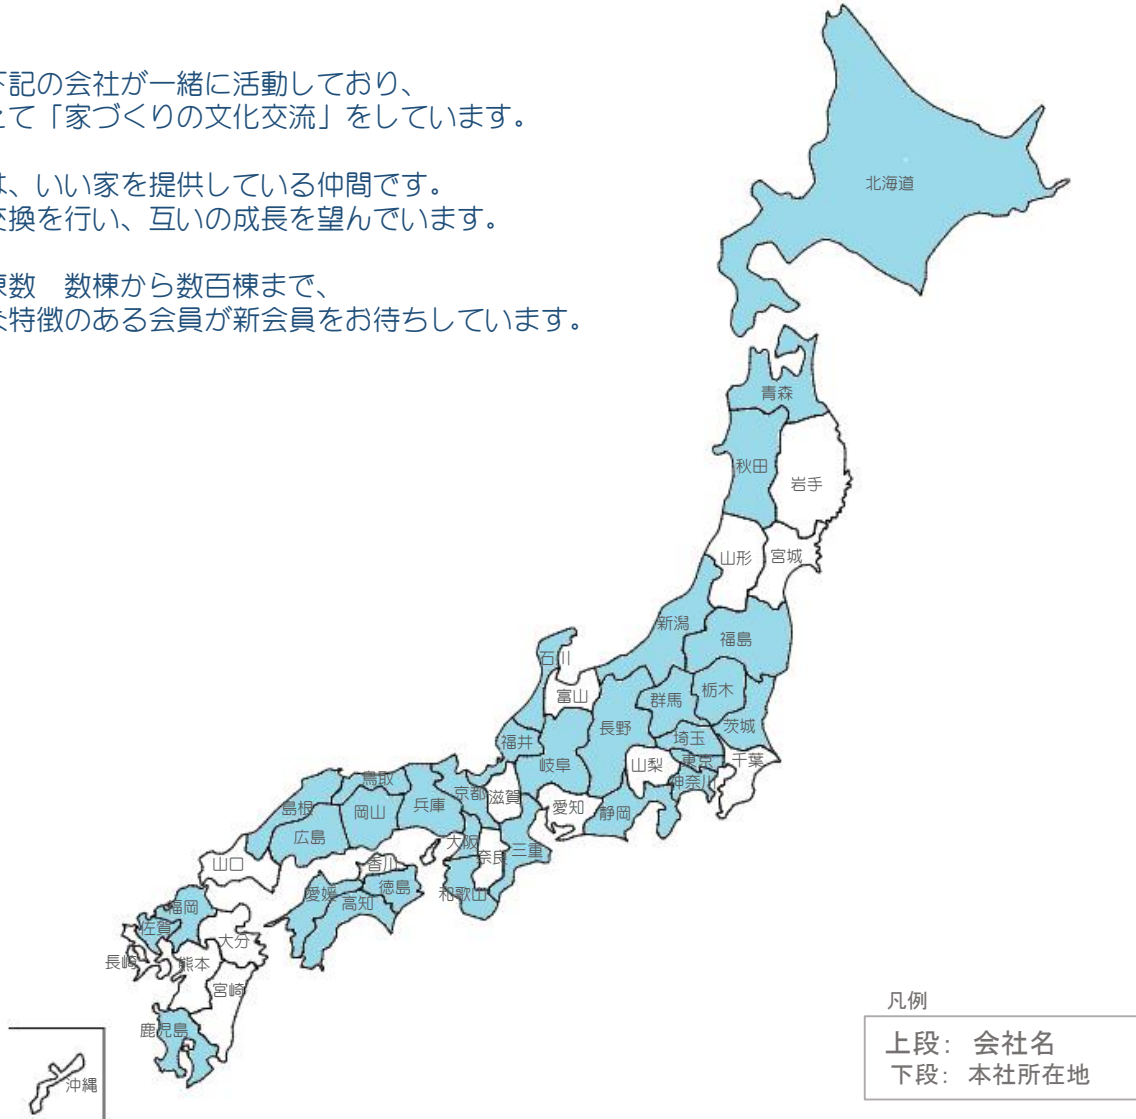 下記の会社が一緒に活動しており、
えて「家づくりの文化交流」をしています。
は、いい家を提供している仲間です。
交換を行い、互いの成長を望んでいます。
棟数　数棟から数百棟まで、
な特徴のある会員が新会員をお待ちしています。
北海道
青森
秋田
岩手
山形
宮城
新潟
福島
石川
富山
群馬
栃木
長野
茨城
福井
岐阜
埼玉
山梨
東京
千葉
神奈川
鳥取
島根
岡山
兵庫
京都
滋賀
愛知
静岡
広島
大阪
奈良
三重
山口
香川
愛媛
徳島
和歌山
高知
福岡
佐賀
大分
長崎
熊本
宮崎
鹿児島
沖縄
凡例
上段： 会社名
下段： 本社所在地